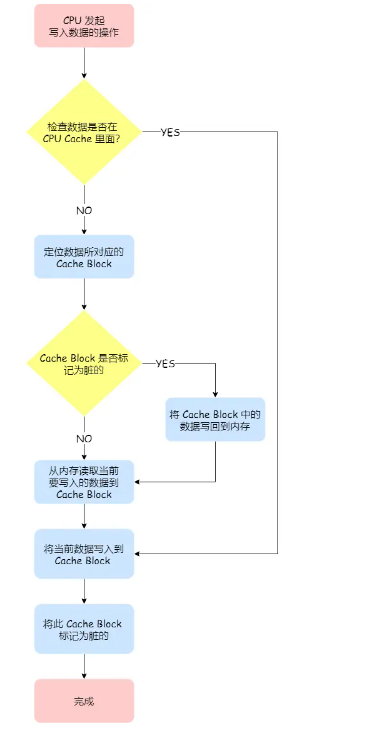 CPU 发起
写入数据的操作
检查数据是否在
CPU Cache 里面?
YES
NO
定位数据所对应的
Cache Block
Cache Block 是否标
记为脏的
YES
将 Cache Block 中的
数据写回到内存
NO
从内存读取当前
要写入的数据到
Cache Block
将当前数据写入到
Cache Block
将此 Cache Block
标记为脏的
完成